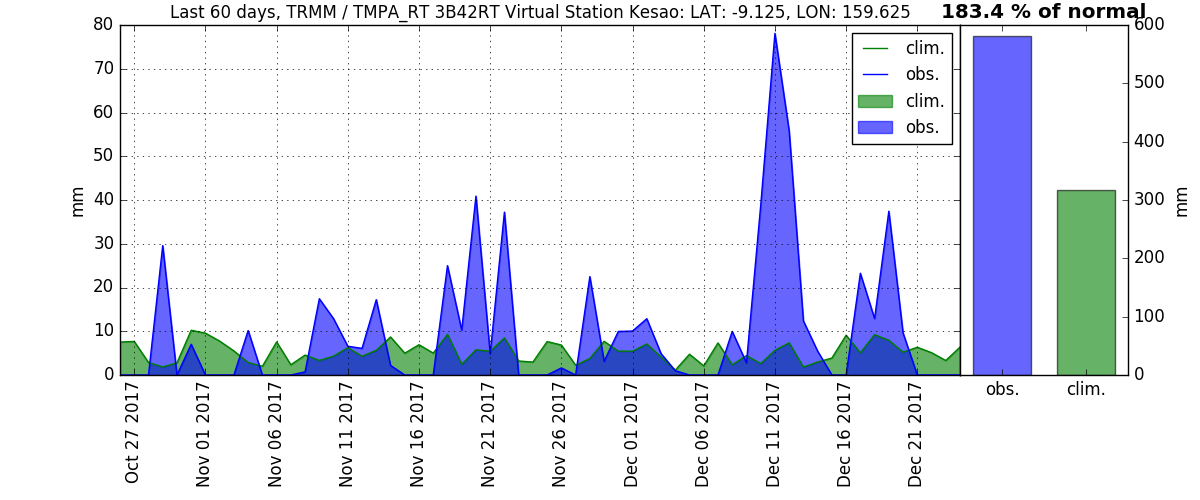 Last 60 days, TRMM / TMPA_RT 3B42RT Virtual Station Kesao: LAT: -9.125, LON: 159.625
183.4 % of normal
80
70
60
50
40
30
20
10
0
mm
clim.
obs.
clim.
obs.
Oct 27 2017
Nov 01 2017
Nov 06 2017
Nov 11 2017
Nov 16 2017
Nov 21 2017
Nov 26 2017
Dec 01 2017
Dec 06 2017
Dec 11 2017
Dec 16 2017
Dec 21 2017
600
500
400
300
200
100
0
mm
obs. clim.